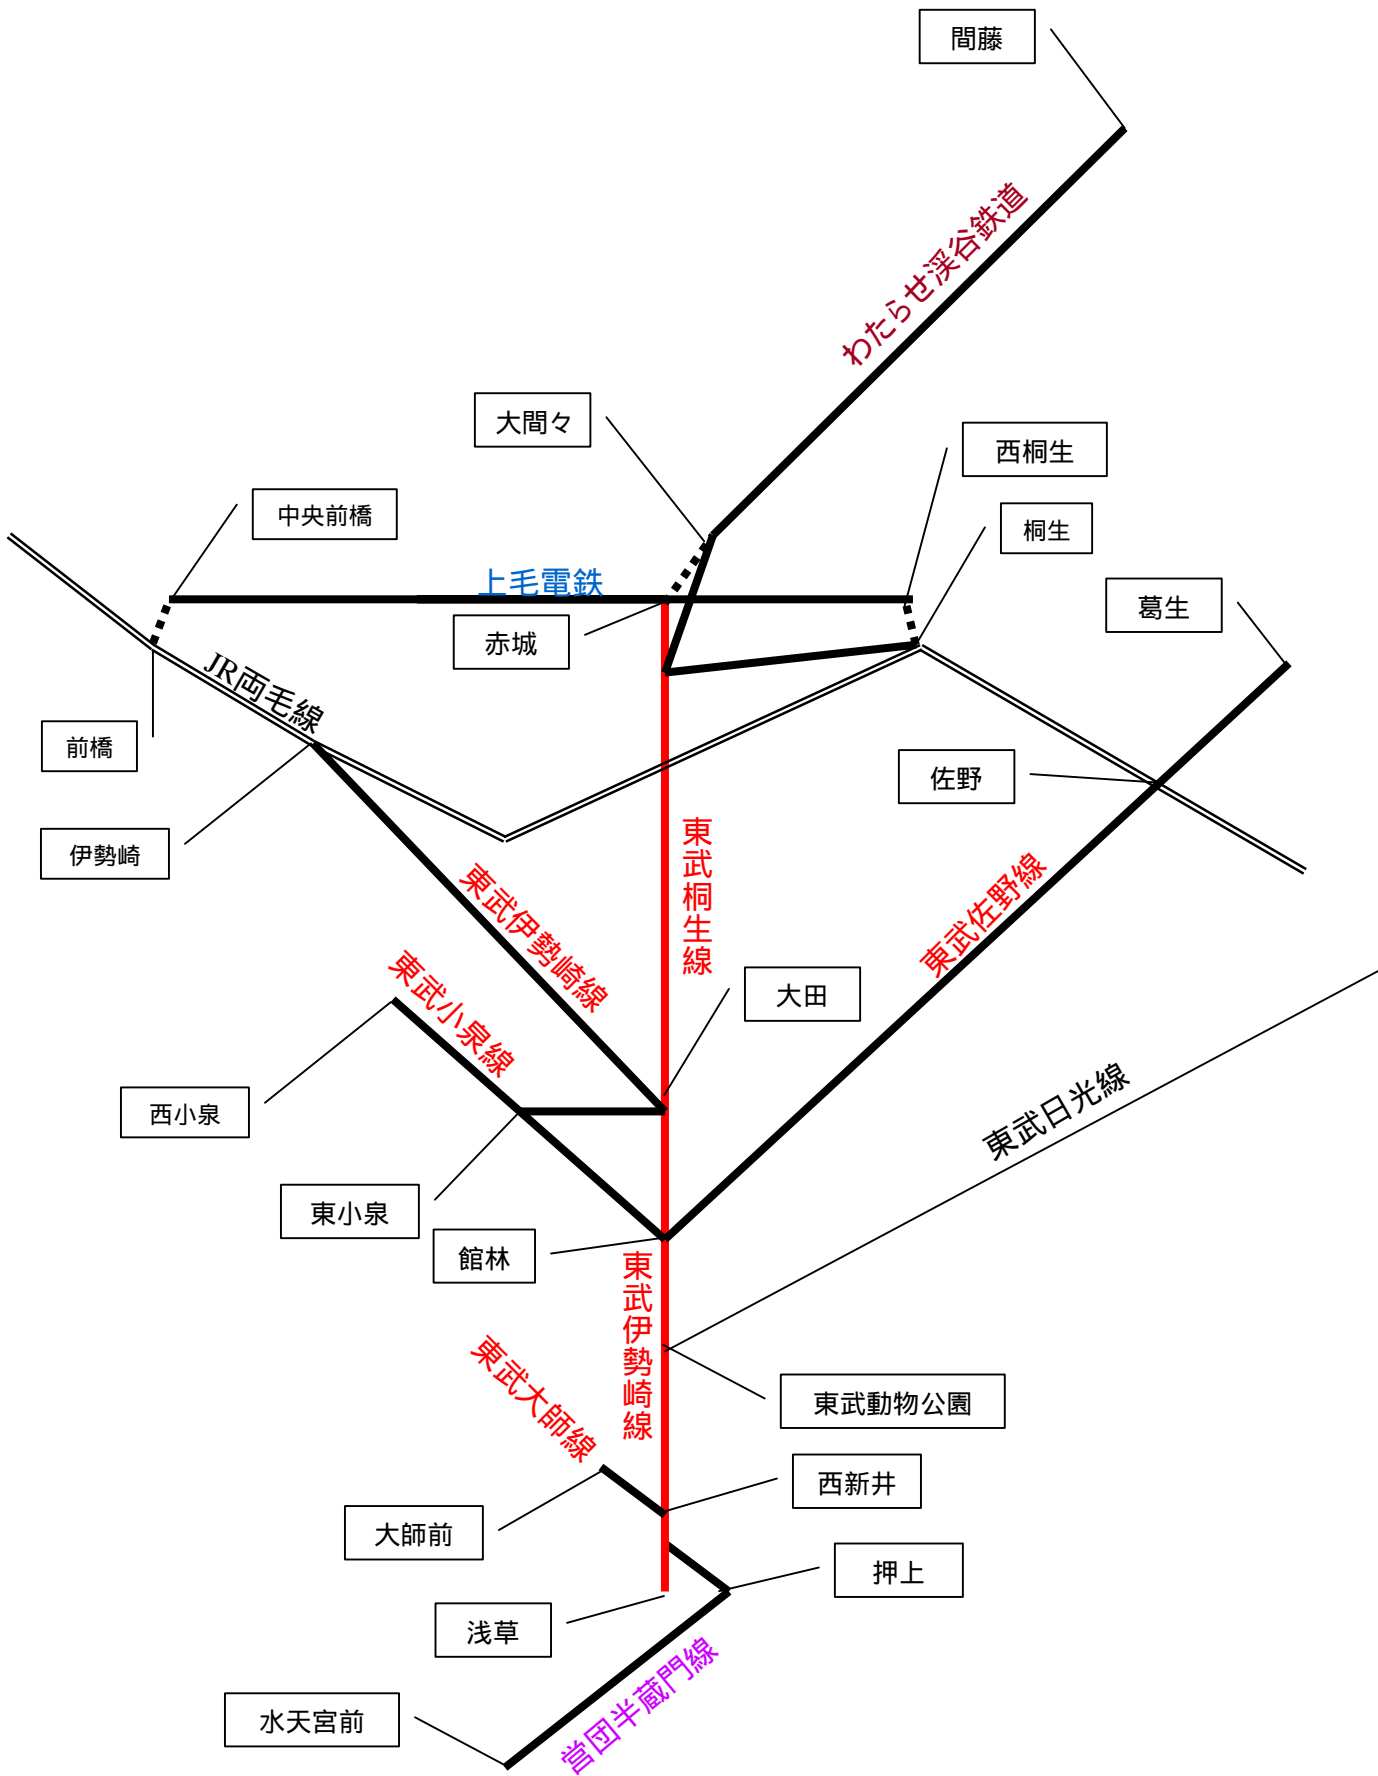 間藤
わたらせ渓谷鉄道
大間々
西桐生
中央前橋
桐生
上毛電鉄
葛生
赤城
JR両毛線
前橋
佐野
伊勢崎
東武桐生線
東武伊勢崎線
東武佐野線
東武小泉線
大田
西小泉
東武日光線
東小泉
館林
東武伊勢崎線
東武大師線
東武動物公園
西新井
大師前
押上
浅草
営団半蔵門線
水天宮前